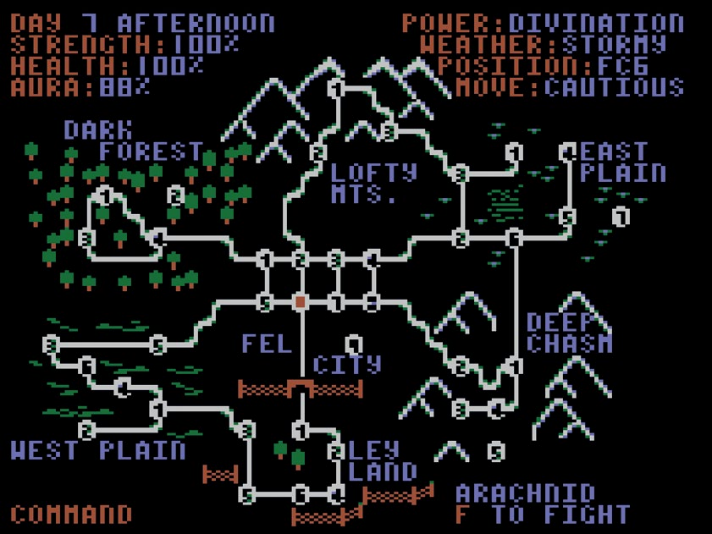 DAY 7 AFTERNOON
STRENGTH:100%
HEALTH:100%
AURA:88%
POWER:DIVINATION
WEATHER:STORMY
POSITION:FC6
MOVE:CAUTIOUS
DARK
FOREST
LOFTY
MTS.
EAST
PLAIN
FEL
CITY
DEEP
CHASM
WEST PLAIN
LEY
LAND
COMMAND
ARACHNID
F TO FIGHT